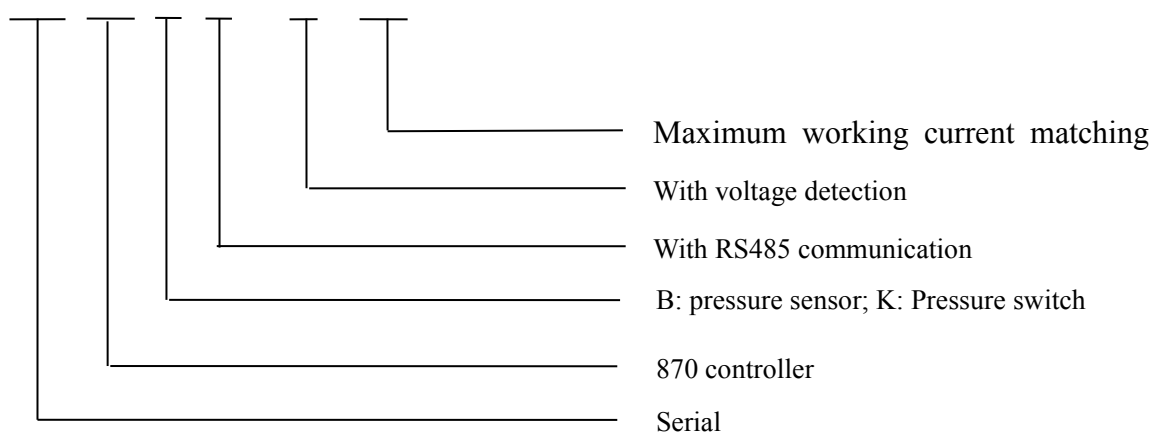 Maximum working current matching
With voltage detection
With RS485 communication
B: pressure sensor; K: Pressure switch
870 controller
Serial